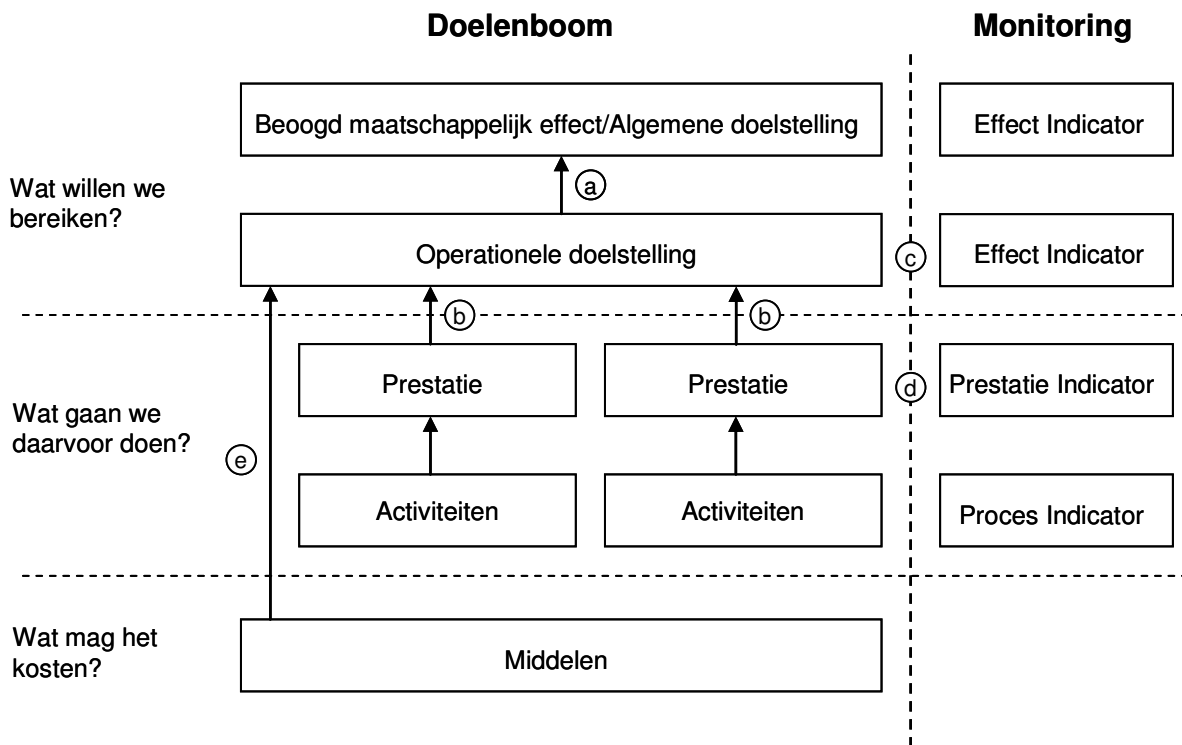 Doelenboom
Monitoring
Beoogd maatschappelijk effect/Algemene doelstelling
Effect Indicator
Wat willen we
bereiken?
a
Operationele doelstelling
c
Effect Indicator
b
b
Wat gaan we
daarvoor doen?
Prestatie
Prestatie
d
Prestatie Indicator
e
Activiteiten
Activiteiten
Proces Indicator
Wat mag het
kosten?
Middelen